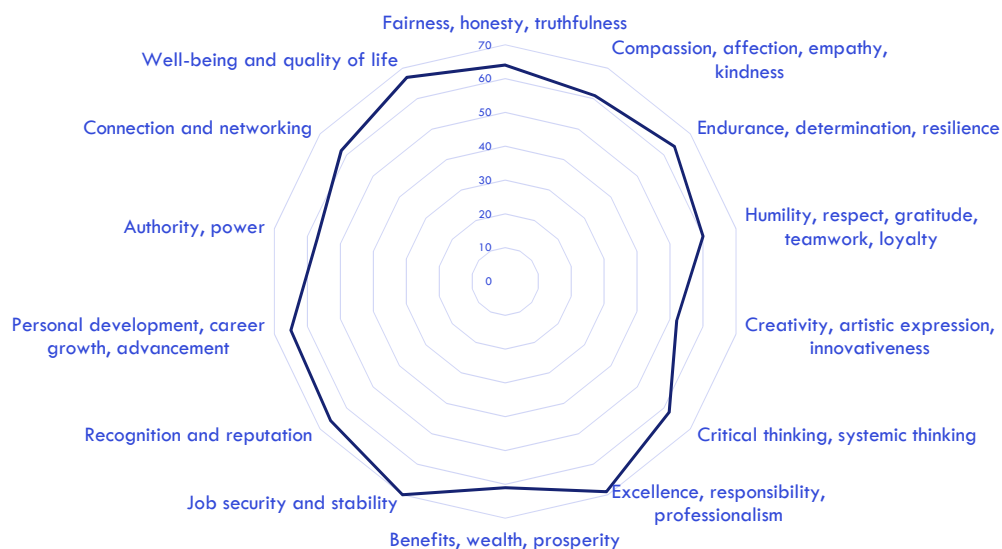 Fairness, honesty, truthfulness
Compassion, affection, empathy,
kindness
Endurance, determination, resilience
Humility, respect, gratitude,
teamwork, loyalty
Creativity, artistic expression,
innovativeness
Critical thinking, systemic thinking
Excellence, responsibility,
professionalism
Benefits, wealth, prosperity
Job security and stability
Recognition and reputation
Personal development, career
growth, advancement
Authority, power
Connection and networking
Well-being and quality of life
70
60
50
40
30
20
10
0